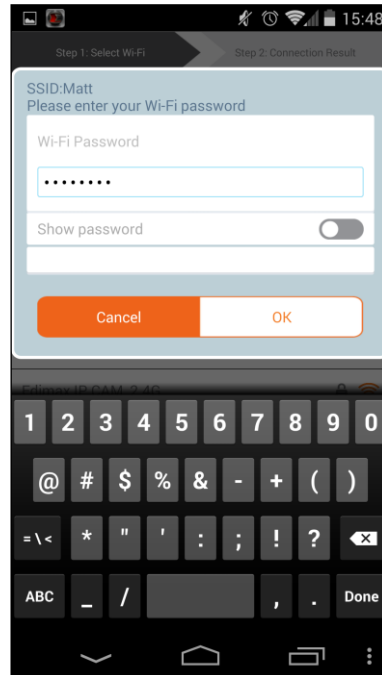 15:48
Step 1: Select Wi-Fi Step 2: Connection Result
SSID:Matt
Please enter your Wi-Fi password
Wi-Fi Password
••••••••
Show password
Cancel OK
Edimax IP CAM 2.4G
1 2 3 4 5 6 7 8 9 0
@ # $ % & - + ( )
=\< * " ' : ; ! ?
ABC _ / , . Done